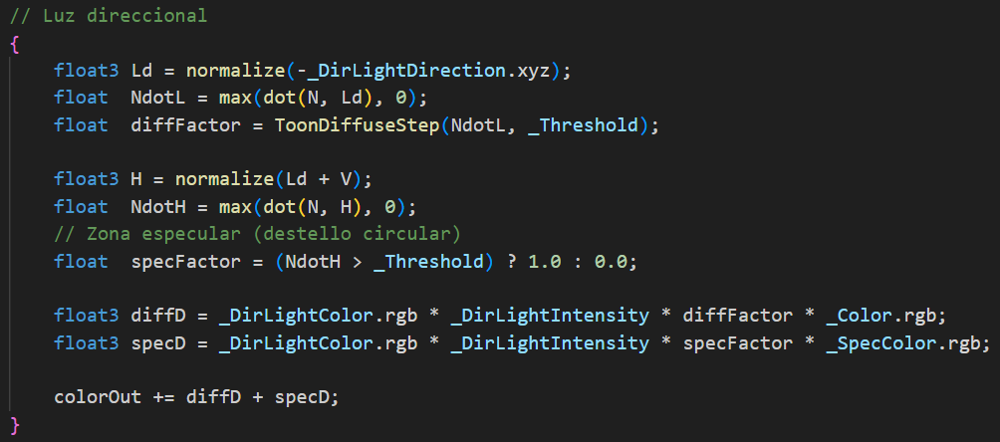 // Luz direccional
{
    float3 Ld = normalize(-_DirLightDirection.xyz);
    float  NdotL = max(dot(N, Ld), 0);
    float  diffFactor = ToonDiffuseStep(NdotL, _Threshold);

    float3 H = normalize(Ld + V);
    float  NdotH = max(dot(N, H), 0);
    // Zona especular (destello circular)
    float  specFactor = (NdotH > _Threshold) ? 1.0 : 0.0;

    float3 diffD = _DirLightColor.rgb * _DirLightIntensity * diffFactor * _Color.rgb;
    float3 specD = _DirLightColor.rgb * _DirLightIntensity * specFactor * _SpecColor.rgb;

    colorOut += diffD + specD;
}